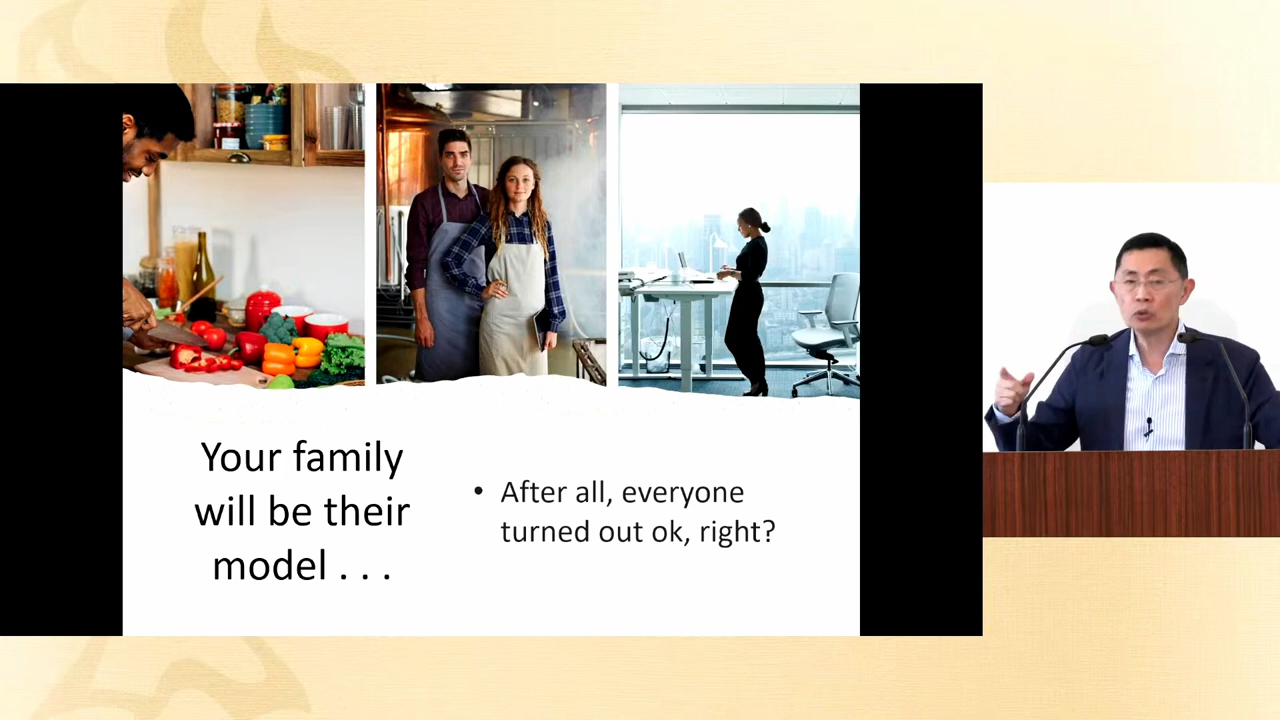 Your family
will be their
model . . .
• After all, everyone
turned out ok, right?